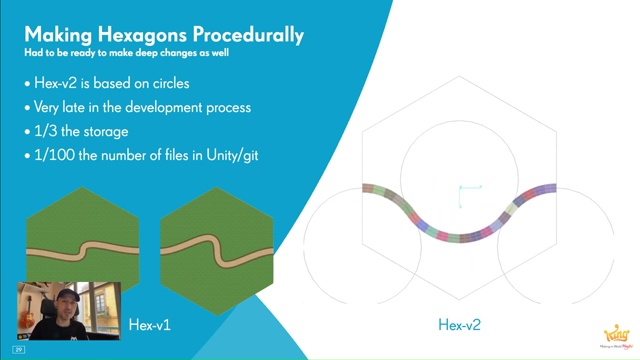 Making Hexagons Procedurally
Had to be ready to make deep changes as well
• Hex-v2 is based on circles
• Very late in the development process
• 1/3 the storage
• 1/100 the number of files in Unity/git
Hex-v1
Hex-v2
29
King